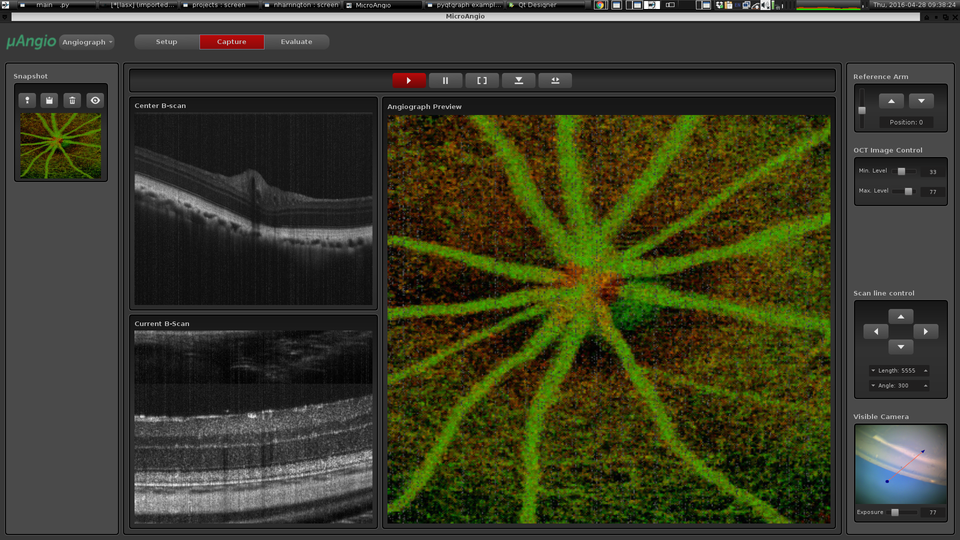 main .py
[*[lasx] (imported...
projects : screen
nharrington : screen
MicroAngio
pyqtgraph exampl...
Qt Designer
Thu, 2016-04-28 09:38:24
MicroAngio
µAngio
Angiograph
Setup
Capture
Evaluate
Snapshot
Center B-scan
Current B-Scan
Angiograph Preview
Reference Arm
Position: 0
OCT Image Control
Min. Level 33
Max. Level 77
Scan line control
Length: 5555
Angle: 300
Visible Camera
Exposure 77